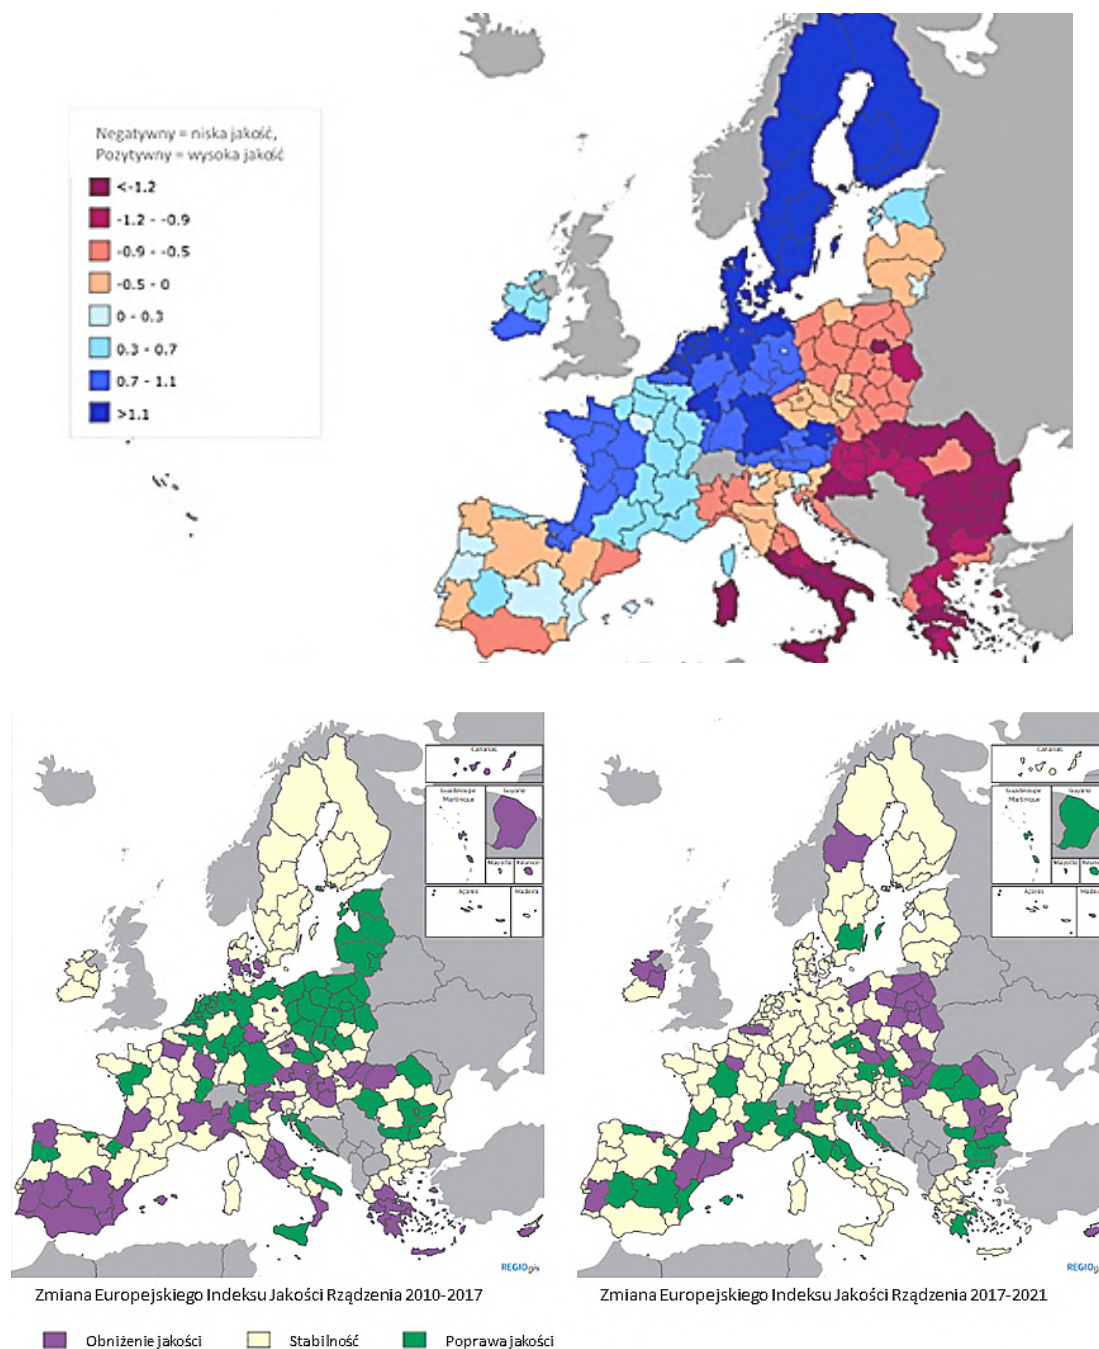 Negatywny = niska jakość,
Pozytywny = wysoka jakość
<-1.2
-1.2 - -0.9
-0.9 - -0.5
-0.5 - 0
0 - 0.3
0.3 - 0.7
0.7 - 1.1
>1.1
Canarias
Guadeloupe
Martinique
Guyane
Mayotte
Réunion
Açores
Madeira
REGIOgis
Canarias
Guadeloupe
Martinique
Guyane
Mayotte
Açores
REGIO
Zmiana Europejskiego Indeksu Jakości Rządzenia 2010-2017
Zmiana Europejskiego Indeksu Jakości Rządzenia 2017-2021
Obniżenie jakości
Stabilność
Poprawa jakości